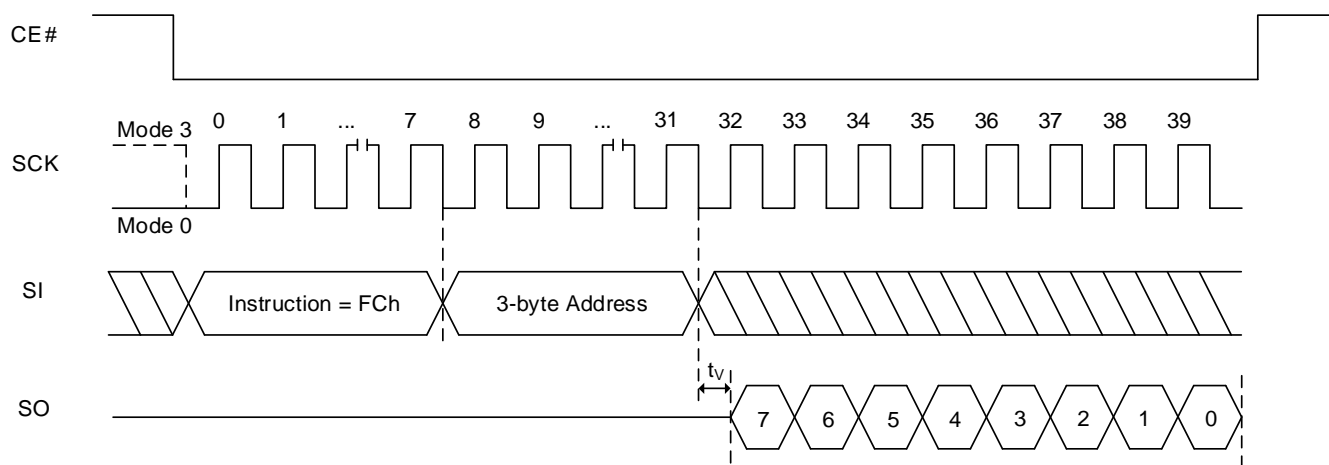 CE#
Mode 3 0 1 ... 7 8 9 ... 31 32 33 34 35 36 37 38 39
SCK
Mode 0
SI Instruction = FCh 3-byte Address
tV
SO 7 6 5 4 3 2 1 0